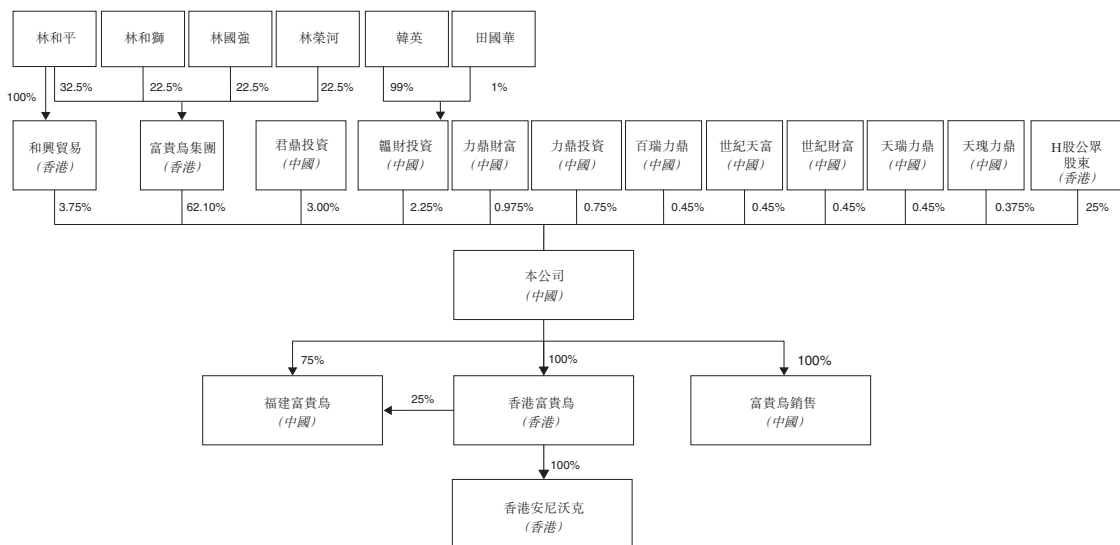 林和平
林和獅
林國強
林榮河
韓英
田國華
100%
32.5%
22.5%
22.5%
22.5%
99%
1%
和興貿易
(香港)
富貴鳥集團
(香港)
君鼎投資
(中國)
韞財投資
(中國)
力鼎財富
(中國)
力鼎投資
(中國)
百瑞力鼎
(中國)
世紀天富
(中國)
世紀財富
(中國)
天瑞力鼎
(中國)
天瑰力鼎
(中國)
H股公眾
股東
(香港)
3.75%
62.10%
3.00%
2.25%
0.975%
0.75%
0.45%
0.45%
0.45%
0.45%
0.375%
25%
本公司
(中國)
75%
100%
100%
福建富貴鳥
(中國)
25%
香港富貴鳥
(香港)
富貴鳥銷售
(中國)
100%
香港安尼沃克
(香港)